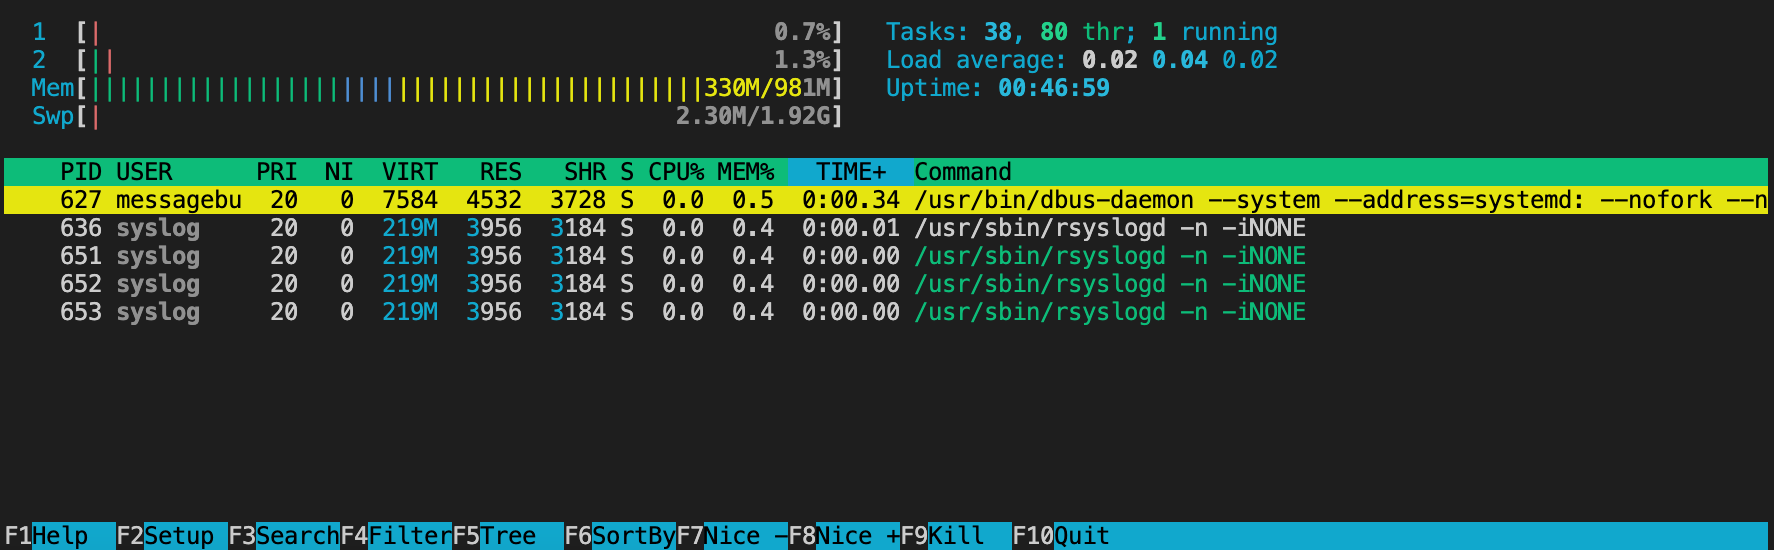 1 [| 0.7%] Tasks: 38, 80 thr; 1 running
2 [|| 1.3%] Load average: 0.02 0.04 0.02
Mem[||||||||||||||||||||||||||||||||||||||||||||330M/981M] Uptime: 00:46:59
Swp[| 2.30M/1.92G]
PID USER PRI NI VIRT RES SHR S CPU% MEM% TIME+ Command
627 messagebu 20 0 7584 4532 3728 S 0.0 0.5 0:00.34 /usr/bin/dbus-daemon --system --address=systemd: --nofork --n
636 syslog 20 0 219M 3956 3184 S 0.0 0.4 0:00.01 /usr/sbin/rsyslogd -n -iNONE
651 syslog 20 0 219M 3956 3184 S 0.0 0.4 0:00.00 /usr/sbin/rsyslogd -n -iNONE
652 syslog 20 0 219M 3956 3184 S 0.0 0.4 0:00.00 /usr/sbin/rsyslogd -n -iNONE
653 syslog 20 0 219M 3956 3184 S 0.0 0.4 0:00.00 /usr/sbin/rsyslogd -n -iNONE
F1Help F2Setup F3SearchF4FilterF5Tree F6SortByF7Nice -F8Nice +F9Kill F10Quit